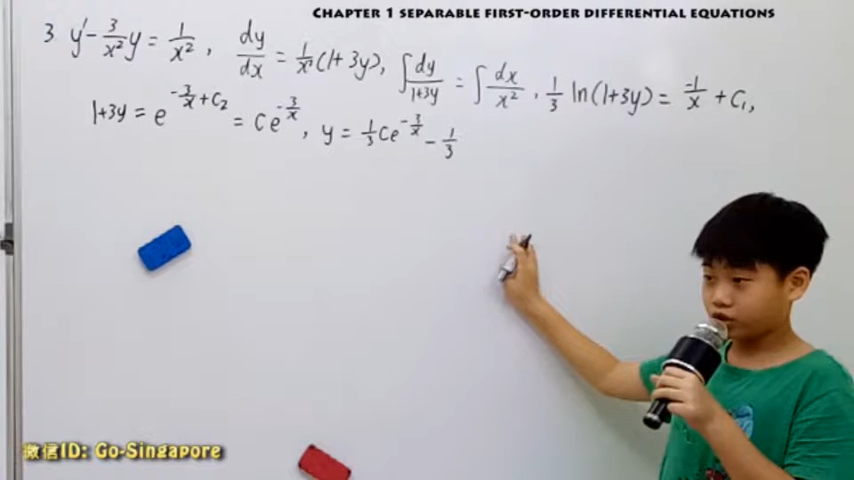 CHAPTER 1 SEPARABLE FIRST-ORDER DIFFERENTIAL EQUATIONS
3. y' - 3/x² y = 1/x², dy/dx = 1/x² (1+3y), ∫ dy/(1+3y) = ∫ dx/x², 1/3 ln(1+3y) = -1/x + C₁,
1+3y = e^(-3/x + C₂) = C e^(-3/x), y = 1/3 C e^(-3/x) - 1/3
微信ID: Go-Singapore